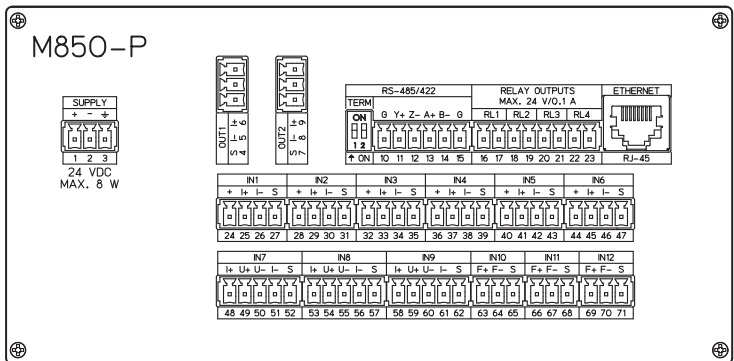 M850-P
SUPPLY
+ - ⏚
1 2 3
24 VDC
MAX. 8 W
OUT1
S I- I+
4 5 6
OUT2
S I- I+
7 8 9
RS-485/422
TERM
ON
1 2
↑ ON
G Y+ Z- A+ B- G
10 11 12 13 14 15
RELAY OUTPUTS
MAX. 24 V/0.1 A
RL1 RL2 RL3 RL4
16 17 18 19 20 21 22 23
ETHERNET
RJ-45
IN1 IN2 IN3 IN4 IN5 IN6
+ I+ I- S + I+ I- S + I+ I- S + I+ I- S + I+ I- S + I+ I- S
24 25 26 27 28 29 30 31 32 33 34 35 36 37 38 39 40 41 42 43 44 45 46 47
IN7 IN8 IN9 IN10 IN11 IN12
I+ U+ U- I- S I+ U+ U- I- S I+ U+ U- I- S F+ F- S F+ F- S F+ F- S
48 49 50 51 52 53 54 55 56 57 58 59 60 61 62 63 64 65 66 67 68 69 70 71